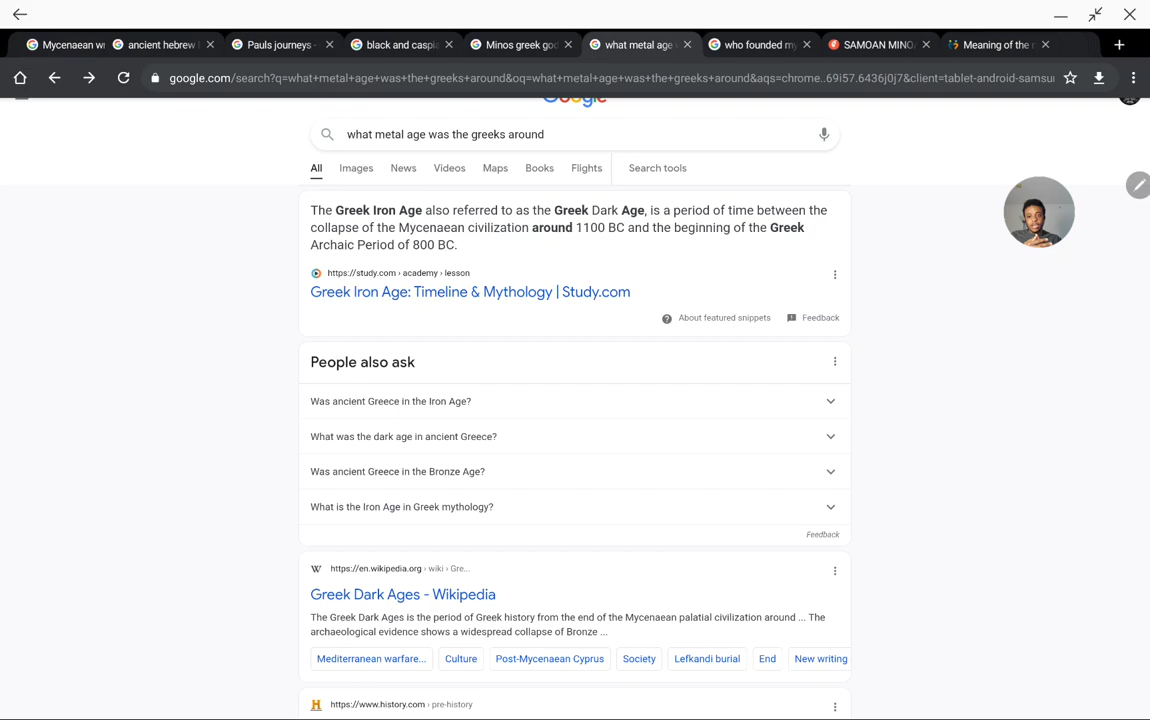 Mycenaean wi
ancient hebrew
Pauls journeys -
black and caspia
Minos greek god
what metal age
who founded my
SAMOAN MINO
Meaning of the
google.com/search?q=what+metal+age+was+the+greeks+around&oq=what+metal+age+was+the+greeks+around&aqs=chrome..69i57.6436j0j7&client=tablet-android-samsu
Google
what metal age was the greeks around
All Images News Videos Maps Books Flights Search tools
The Greek Iron Age also referred to as the Greek Dark Age, is a period of time between the
collapse of the Mycenaean civilization around 1100 BC and the beginning of the Greek
Archaic Period of 800 BC.
https://study.com › academy › lesson
Greek Iron Age: Timeline & Mythology | Study.com
About featured snippets Feedback
People also ask
Was ancient Greece in the Iron Age?
What was the dark age in ancient Greece?
Was ancient Greece in the Bronze Age?
What is the Iron Age in Greek mythology?
Feedback
W https://en.wikipedia.org › wiki › Gre...
Greek Dark Ages - Wikipedia
The Greek Dark Ages is the period of Greek history from the end of the Mycenaean palatial civilization around ... The
archaeological evidence shows a widespread collapse of Bronze ...
Mediterranean warfare... Culture Post-Mycenaean Cyprus Society Lefkandi burial End New writing
H https://www.history.com › pre-history